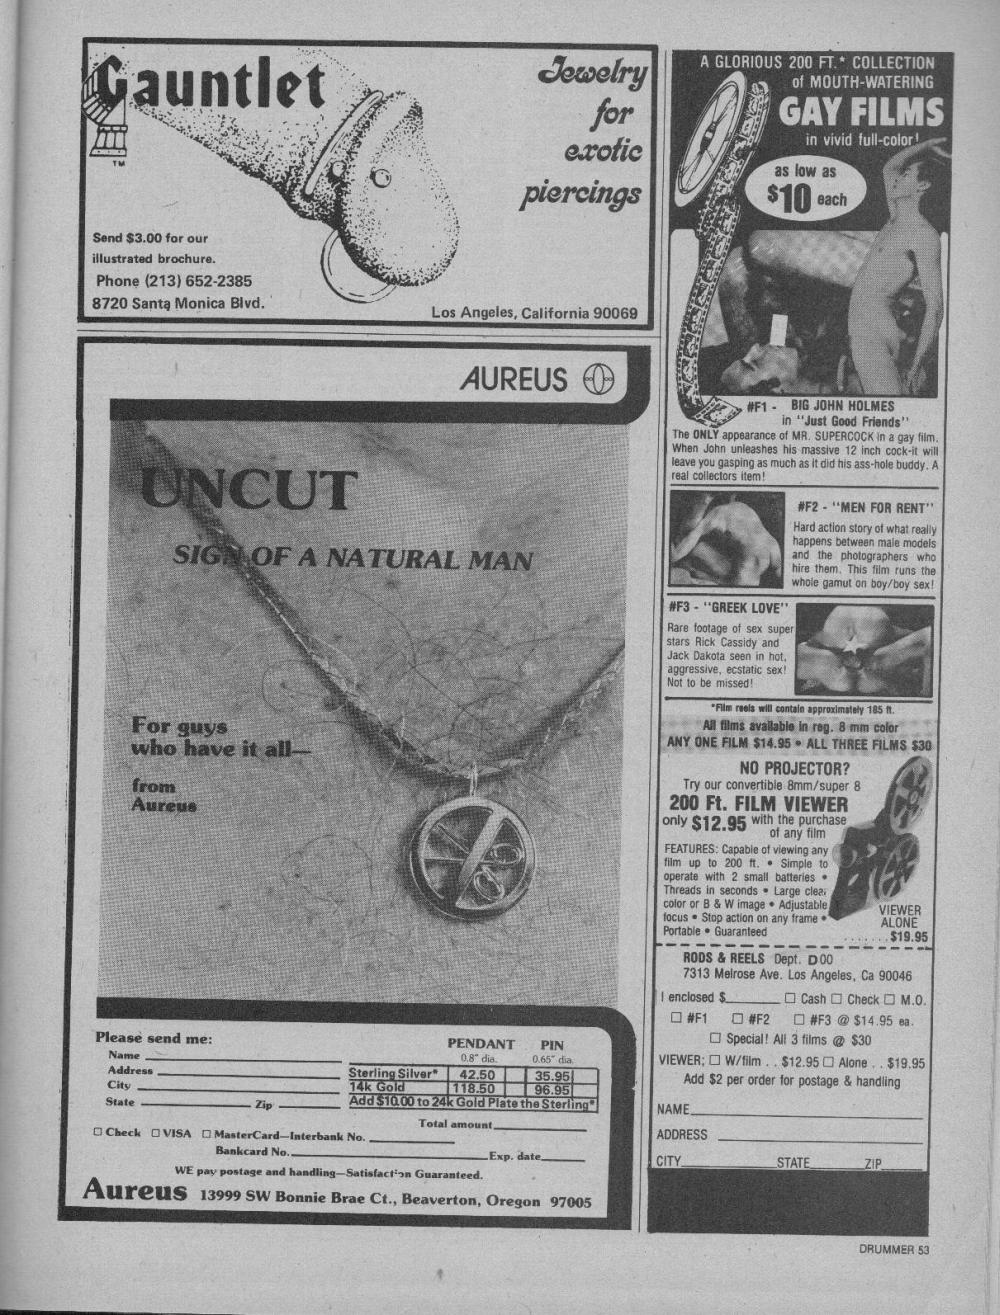 Gauntlet
TM
Jewelry
for
exotic
piercings
Send $3.00 for our
illustrated brochure.
Phone (213) 652-2385
8720 Santa Monica Blvd.
Los Angeles, California 90069
AUREUS
UNCUT
SIGN OF A NATURAL MAN
For guys
who have it all—
from
Aureus
Please send me:
Name
Address
City
State Zip
PENDANT PIN
0.8" dia. 0.65" dia.
Sterling Silver* 42.50 35.95
14k Gold 118.50 96.95
Add $10.00 to 24k Gold Plate the Sterling*
Total amount
☐ Check ☐ VISA ☐ MasterCard—Interbank No.
Bankcard No. Exp. date
WE pay postage and handling—Satisfaction Guaranteed.
Aureus 13999 SW Bonnie Brae Ct., Beaverton, Oregon 97005
A GLORIOUS 200 FT.* COLLECTION
of MOUTH-WATERING
GAY FILMS
in vivid full-color!
as low as
$10 each
#F1 - BIG JOHN HOLMES
in "Just Good Friends"
The ONLY appearance of MR. SUPERCOCK in a gay film.
When John unleashes his massive 12 inch cock-it will
leave you gasping as much as it did his ass-hole buddy. A
real collectors item!
#F2 - "MEN FOR RENT"
Hard action story of what really
happens between male models
and the photographers who
hire them. This film runs the
whole gamut on boy/boy sex!
#F3 - "GREEK LOVE"
Rare footage of sex super
stars Rick Cassidy and
Jack Dakota seen in hot,
aggressive, ecstatic sex!
Not to be missed!
*Film reels will contain approximately 185 ft.
All films available in reg. 8 mm color
ANY ONE FILM $14.95 • ALL THREE FILMS $30
NO PROJECTOR?
Try our convertible 8mm/super 8
200 Ft. FILM VIEWER
only $12.95 with the purchase
of any film
FEATURES: Capable of viewing any
film up to 200 ft. • Simple to
operate with 2 small batteries •
Threads in seconds • Large clear
color or B & W image • Adjustable
focus • Stop action on any frame •
Portable • Guaranteed
VIEWER
ALONE
.......$19.95
RODS & REELS Dept. D00
7313 Melrose Ave. Los Angeles, Ca 90046
I enclosed $ ☐ Cash ☐ Check ☐ M.O.
☐ #F1 ☐ #F2 ☐ #F3 @ $14.95 ea.
☐ Special! All 3 films @ $30
VIEWER; ☐ W/film . . $12.95 ☐ Alone . . $19.95
Add $2 per order for postage & handling
NAME
ADDRESS
CITY STATE ZIP
DRUMMER 53